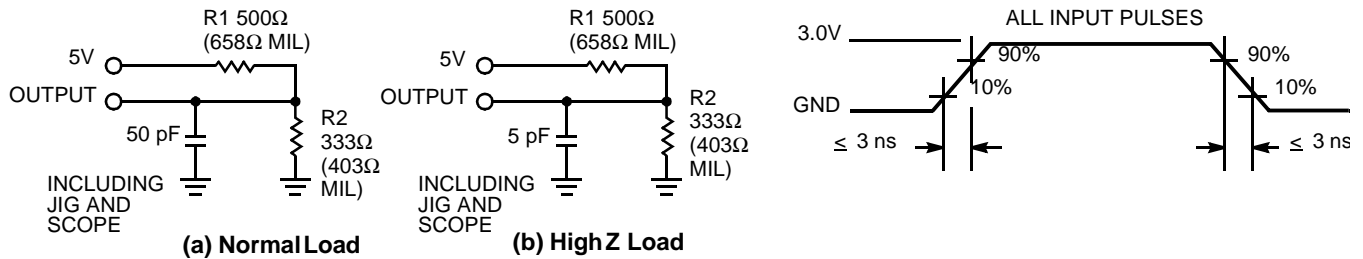 R1 500Ω
(658Ω MIL)
5V
OUTPUT
50 pF
R2
333Ω
(403Ω
MIL)
INCLUDING
JIG AND
SCOPE
(a) Normal Load
R1 500Ω
(658Ω MIL)
5V
OUTPUT
5 pF
R2
333Ω
(403Ω
MIL)
INCLUDING
JIG AND
SCOPE
(b) High Z Load
ALL INPUT PULSES
3.0V
90%
90%
10%
10%
GND
≤ 3 ns
≤ 3 ns